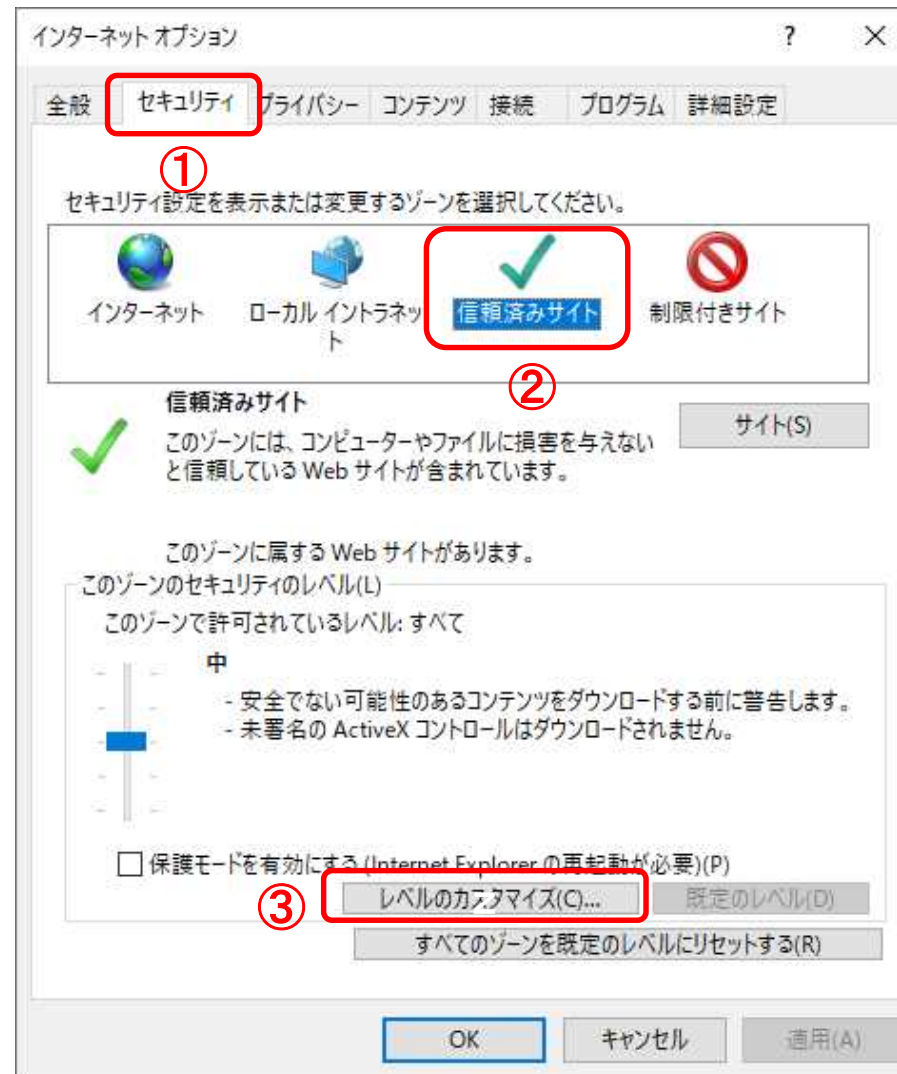 インターネット オプション ? ×
全般 セキュリティ プライバシー コンテンツ 接続 プログラム 詳細設定
①
セキュリティ設定を表示または変更するゾーンを選択してください。
インターネット ローカル イントラネット 信頼済みサイト 制限付きサイト
②
信頼済みサイト
サイト(S)
このゾーンには、コンピューターやファイルに損害を与えない
と信頼している Web サイトが含まれています。
このゾーンに属する Web サイトがあります。
このゾーンのセキュリティのレベル(L)
このゾーンで許可されているレベル: すべて
中
- 安全でない可能性のあるコンテンツをダウンロードする前に警告します。
- 未署名の ActiveX コントロールはダウンロードされません。
保護モードを有効にする (Internet Explorer の再起動が必要)(P)
③ レベルのカスタマイズ(C)... 既定のレベル(D)
すべてのゾーンを既定のレベルにリセットする(R)
OK キャンセル 適用(A)